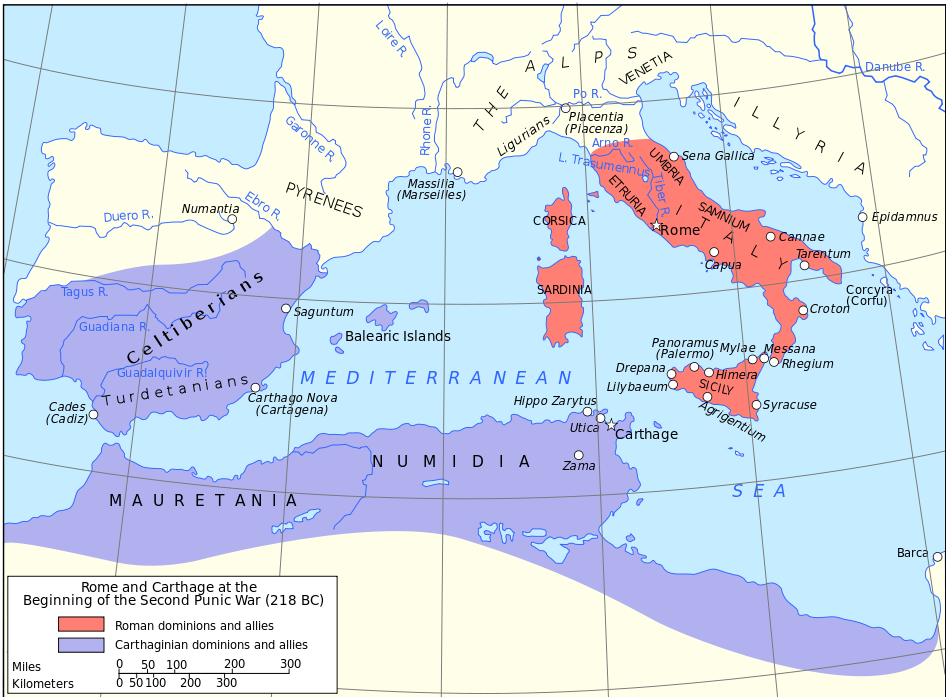 Loire R.
THE ALPS
VENETIA
Danube R.
Po R.
Placentia
(Piacenza)
ILLYRIA
Garonne R.
Rhone R.
Ligurians
Arno R.
L. Trasumennus
UMBRIA
Sena Gallica
Massilia
(Marseilles)
PYRENEES
Ebro R.
Numantia
Duero R.
ETRURIA
Tiber R.
SAMNIUM
ITALY
Epidamnus
CORSICA
Rome
Cannae
Capua
Tarentum
Tagus R.
Celtiberians
SARDINIA
Corcyra
(Corfu)
Saguntum
Croton
Guadiana R.
Balearic Islands
Panoramus
(Palermo)
Mylae
Messana
Rhegium
Guadalquivir R.
Turdetanians
MEDITERRANEAN
Drepana
Himera
Lilybaeum
SICILY
Carthago Nova
(Cartagena)
Cades
(Cadiz)
Hippo Zarytus
Syracuse
Agrigentium
Utica
Carthage
NUMIDIA
Zama
MAURETANIA
SEA
Barca
Rome and Carthage at the
Beginning of the Second Punic War (218 BC)
Roman dominions and allies
Carthaginian dominions and allies
Miles 0 50 100 200 300
Kilometers 0 50 100 200 300